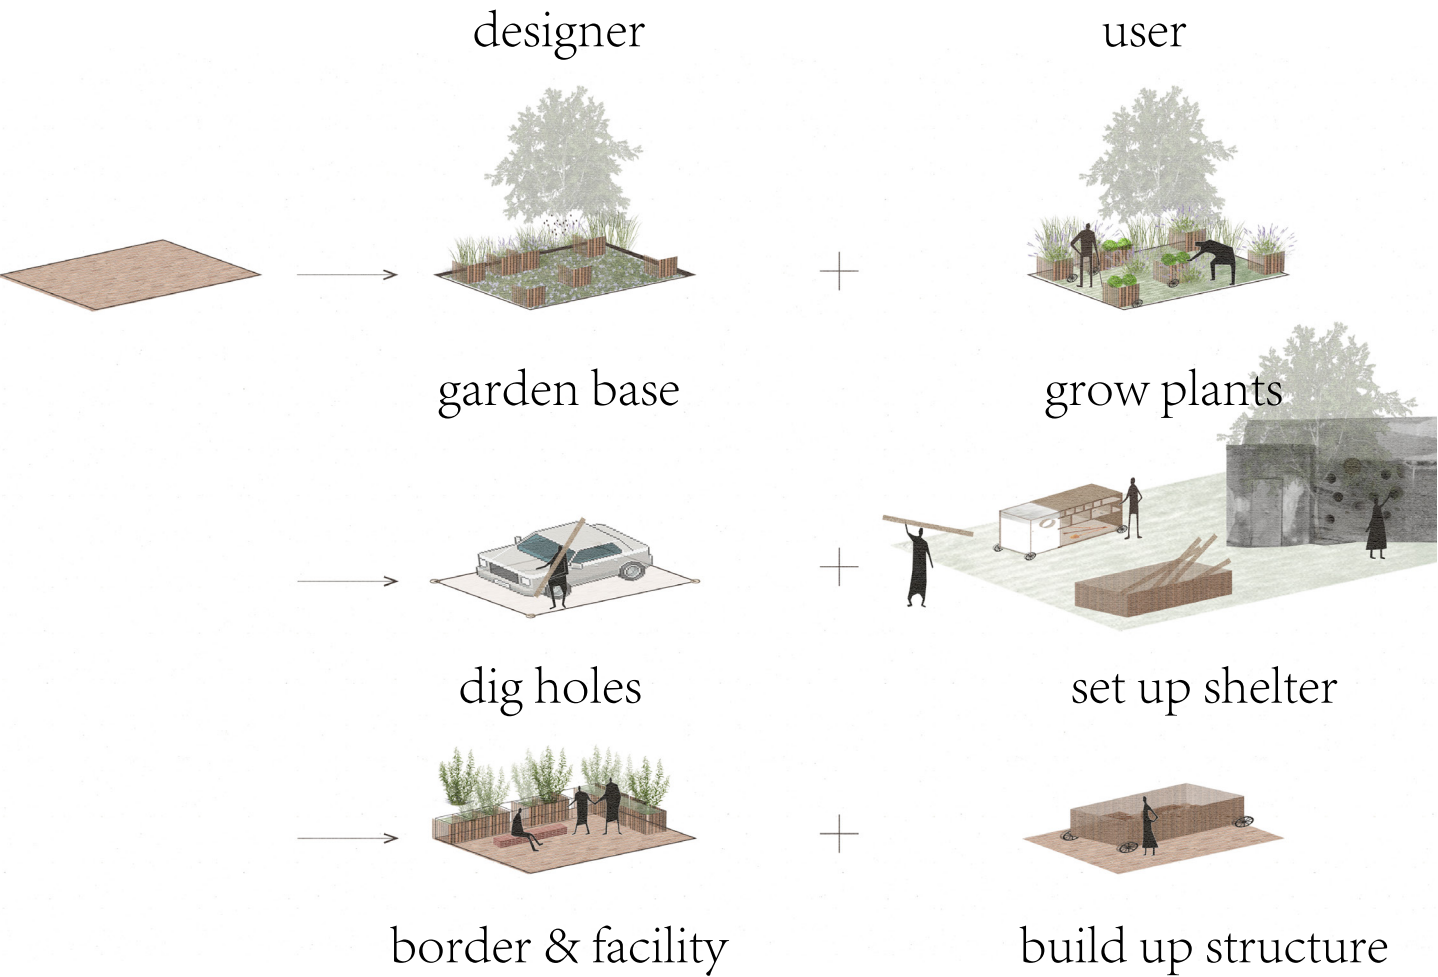 designer
user
garden base
grow plants
dig holes
set up shelter
border & facility
build up structure